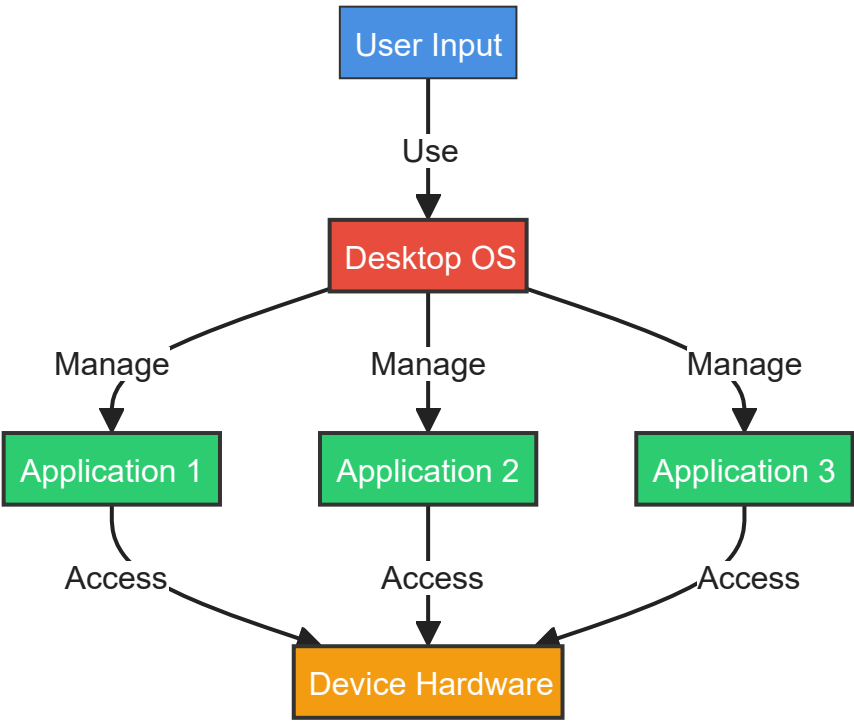 User Input
Use
Desktop OS
Manage
Manage
Manage
Application 1
Application 2
Application 3
Access
Access
Access
Device Hardware